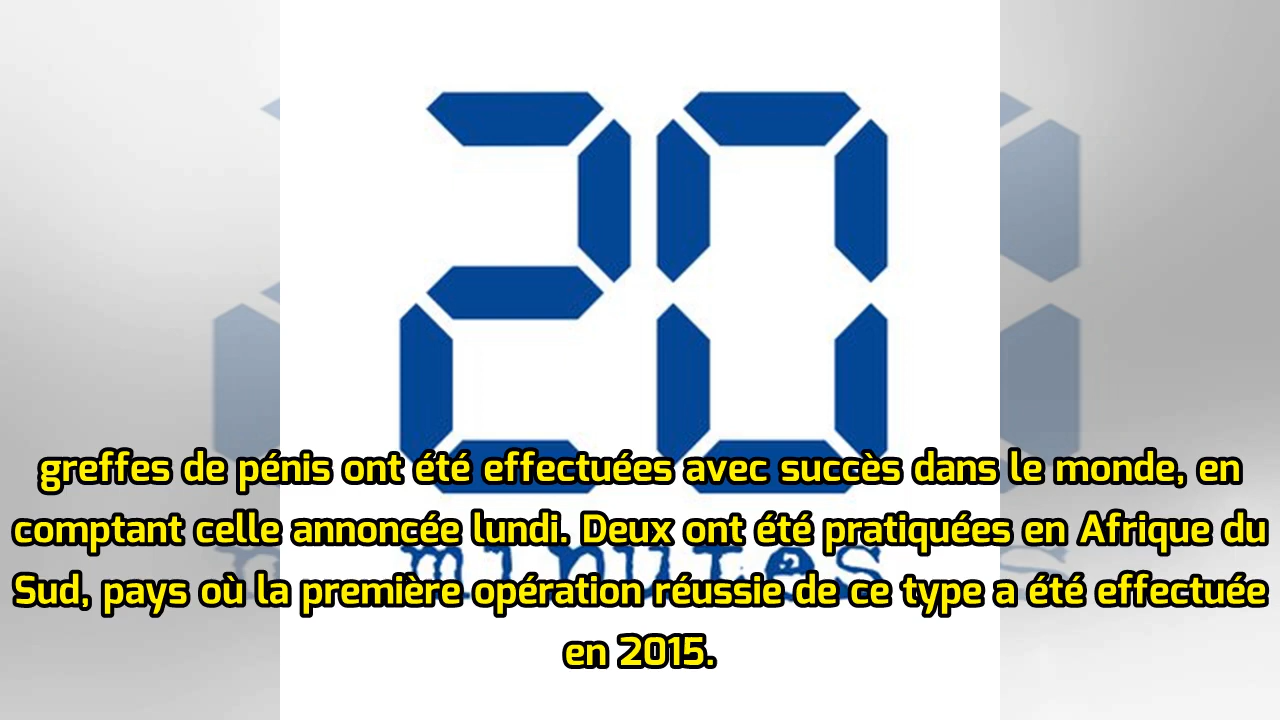 20
minutes
greffes de pénis ont été effectuées avec succès dans le monde, en
comptant celle annoncée lundi. Deux ont été pratiquées en Afrique du
Sud, pays où la première opération réussie de ce type a été effectuée
en 2015.